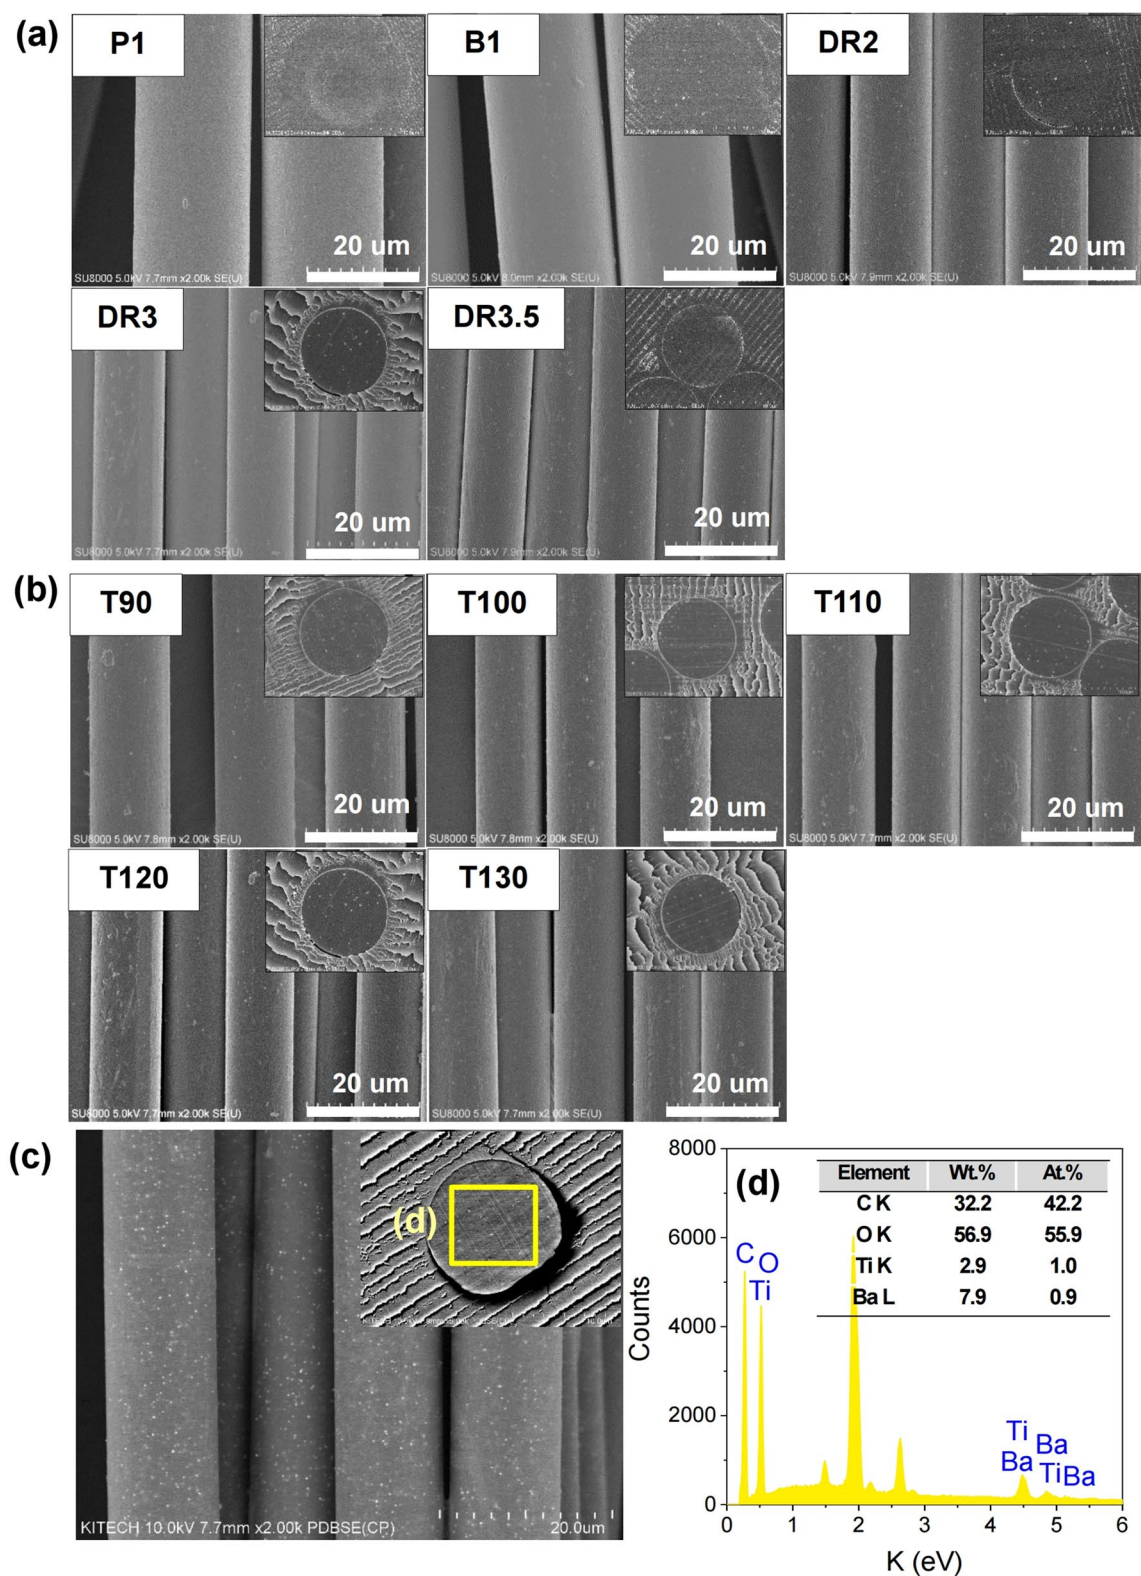 (a)
P1
20 um
SU8000 5.0kV 7.7mm x2.00k SE(U)
B1
20 um
SU8000 5.0kV 8.0mm x2.00k SE(U)
DR2
20 um
SU8000 5.0kV 7.9mm x2.00k SE(U)
DR3
20 um
SU8000 5.0kV 7.7mm x2.00k SE(U)
DR3.5
20 um
SU8000 5.0kV 7.9mm x2.00k SE(U)
(b)
T90
20 um
SU8000 5.0kV 7.8mm x2.00k SE(U)
T100
20 um
SU8000 5.0kV 7.8mm x2.00k SE(U)
T110
20 um
SU8000 5.0kV 7.7mm x2.00k SE(U)
T120
20 um
SU8000 5.0kV 7.7mm x2.00k SE(U)
T130
20 um
SU8000 5.0kV 7.7mm x2.00k SE(U)
(c)
(d)
KITECH 10.0kV 7.7mm x2.00k PDBSE(CP)
20.0um
(d)
Element Wt.% At.%
C K 32.2 42.2
O K 56.9 55.9
Ti K 2.9 1.0
Ba L 7.9 0.9
C O
Ti
Ti Ba
Ba Ti Ba
Counts
8000
6000
4000
2000
0
0 1 2 3 4 5 6
K (eV)